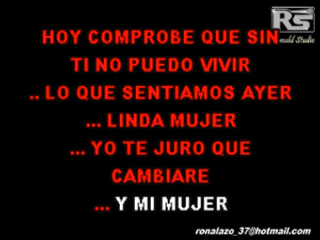 RS
HOY COMPROBE QUE SIN
TI NO PUEDO VIVIR
.. LO QUE SENTIAMOS AYER
... LINDA MUJER
... YO TE JURO QUE
CAMBIARE
... Y MI MUJER
ronalazo_37@hotmail.com